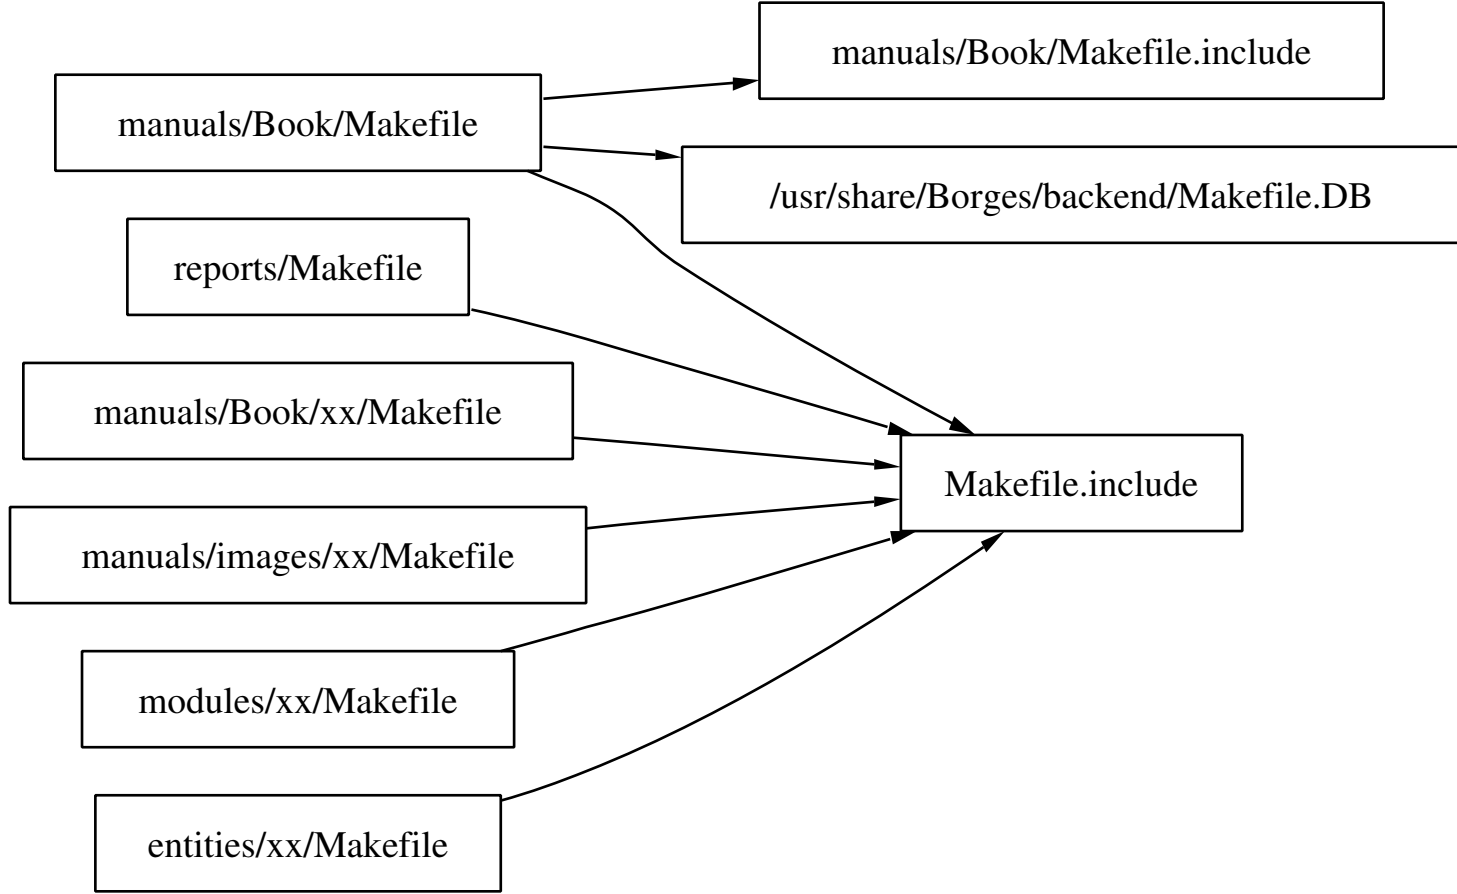 manuals/Book/Makefile.include
manuals/Book/Makefile
/usr/share/Borges/backend/Makefile.DB
reports/Makefile
manuals/Book/xx/Makefile
Makefile.include
manuals/images/xx/Makefile
modules/xx/Makefile
entities/xx/Makefile